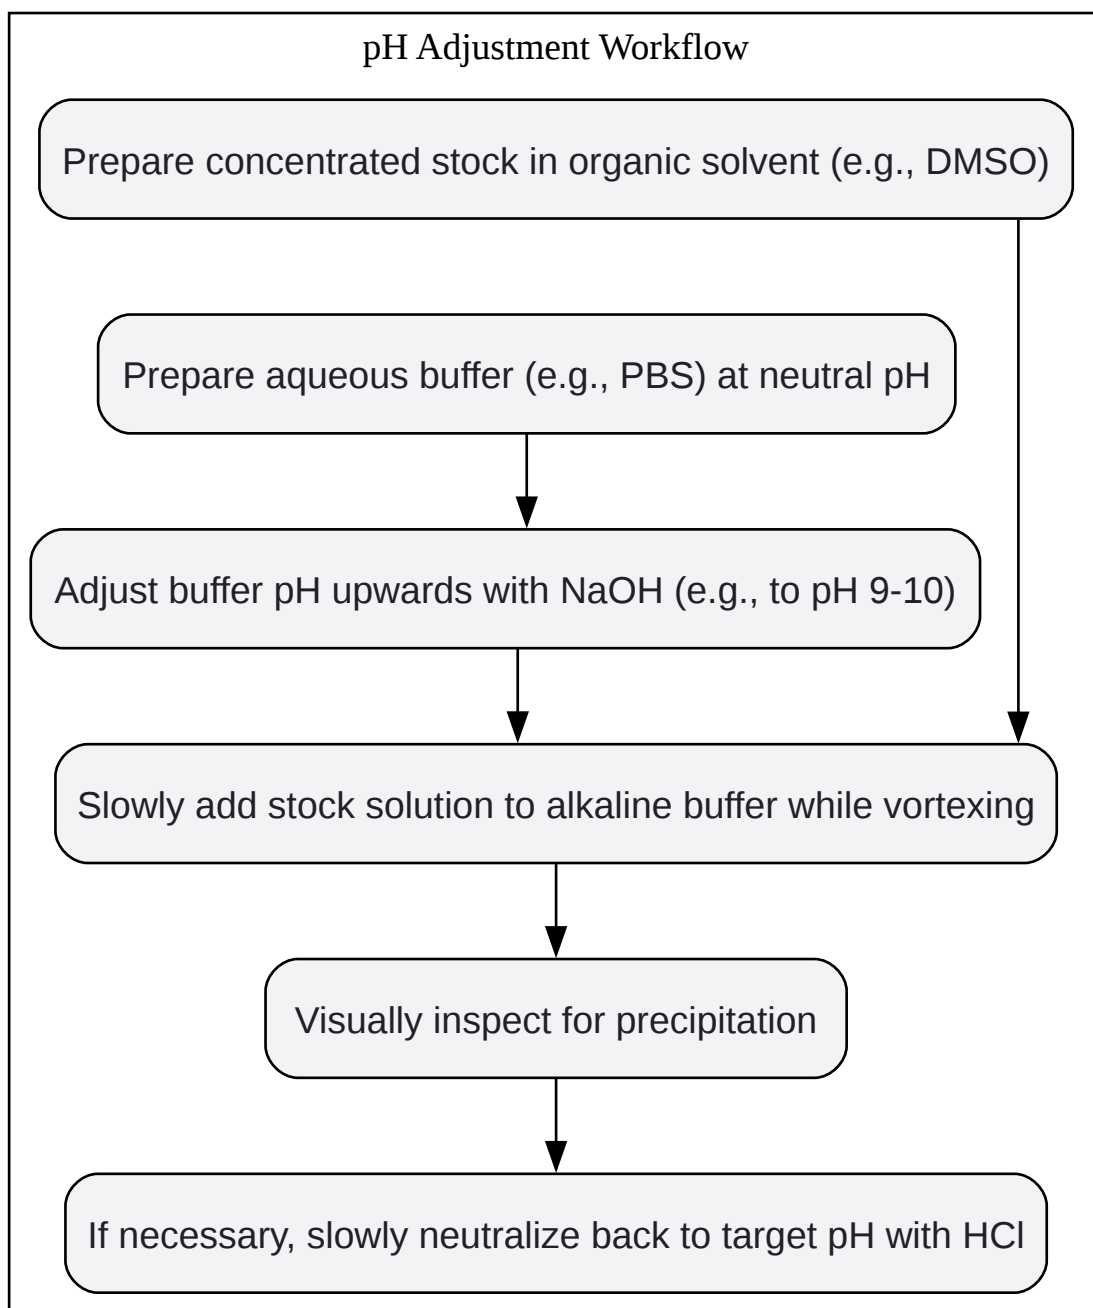 pH Adjustment Workflow
Prepare concentrated stock in organic solvent (e.g., DMSO)
Prepare aqueous buffer (e.g., PBS) at neutral pH
Adjust buffer pH upwards with NaOH (e.g., to pH 9-10)
Slowly add stock solution to alkaline buffer while vortexing
Visually inspect for precipitation
If necessary, slowly neutralize back to target pH with HCl